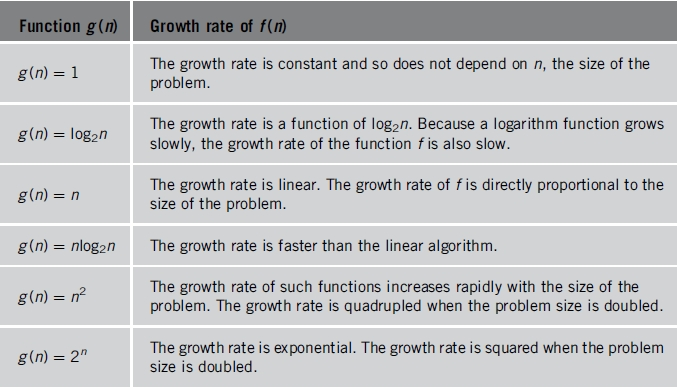 Function g(n) Growth rate of f(n)
g(n) = 1 The growth rate is constant and so does not depend on n, the size of the
problem.
g(n) = log₂n The growth rate is a function of log₂n. Because a logarithm function grows
slowly, the growth rate of the function f is also slow.
g(n) = n The growth rate is linear. The growth rate of f is directly proportional to the
size of the problem.
g(n) = nlog₂n The growth rate is faster than the linear algorithm.
g(n) = n² The growth rate of such functions increases rapidly with the size of the
problem. The growth rate is quadrupled when the problem size is doubled.
g(n) = 2ⁿ The growth rate is exponential. The growth rate is squared when the problem
size is doubled.